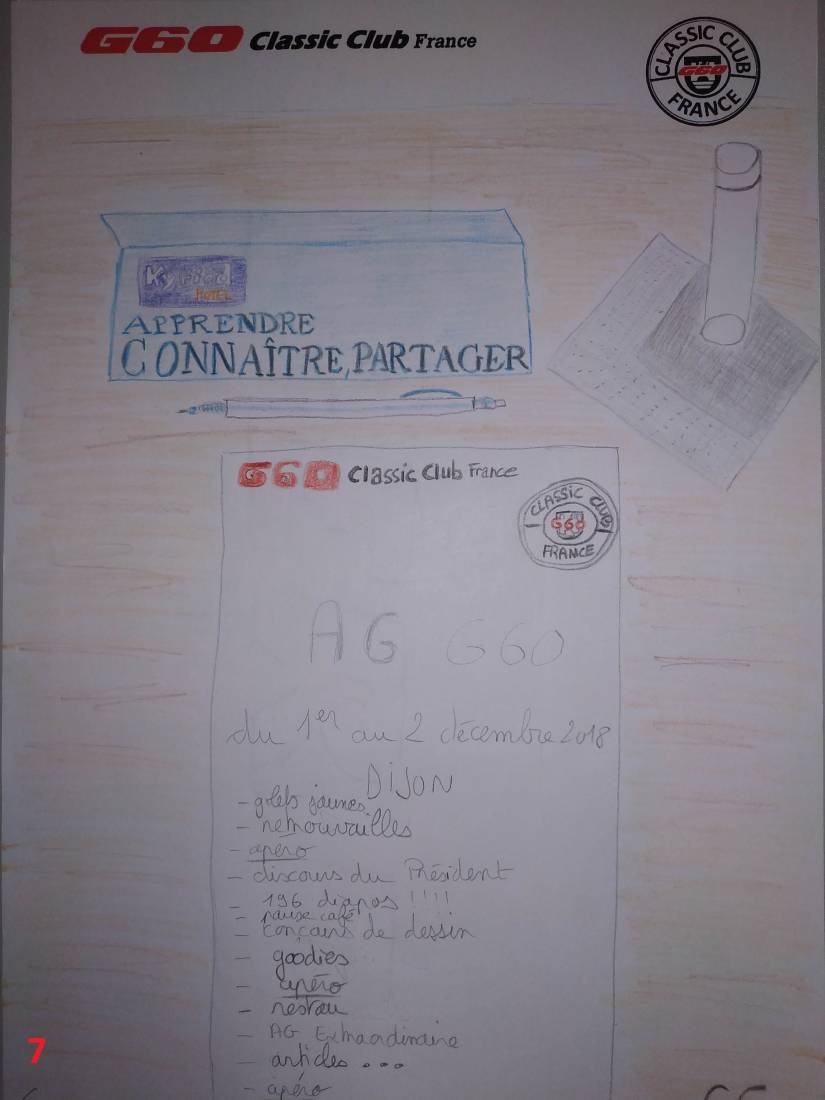 G60 Classic Club France
CLASSIC CLUB
G60
FRANCE
KyRiad
HOTEL
APPRENDRE
CONNAÎTRE, PARTAGER
G60 Classic Club France
CLASSIC CLUB
G60
FRANCE
AG G60
du 1er au 2 décembre 2018
DiJON
- gilets jaunes
- retrouvailles
- apéro
- discours du Président
- 196 diapos !!!!
- pause café
- concours de dessin
- goodies
- apéro
- restau
- AG Extraordinaire
- articles ...
- apéro
7